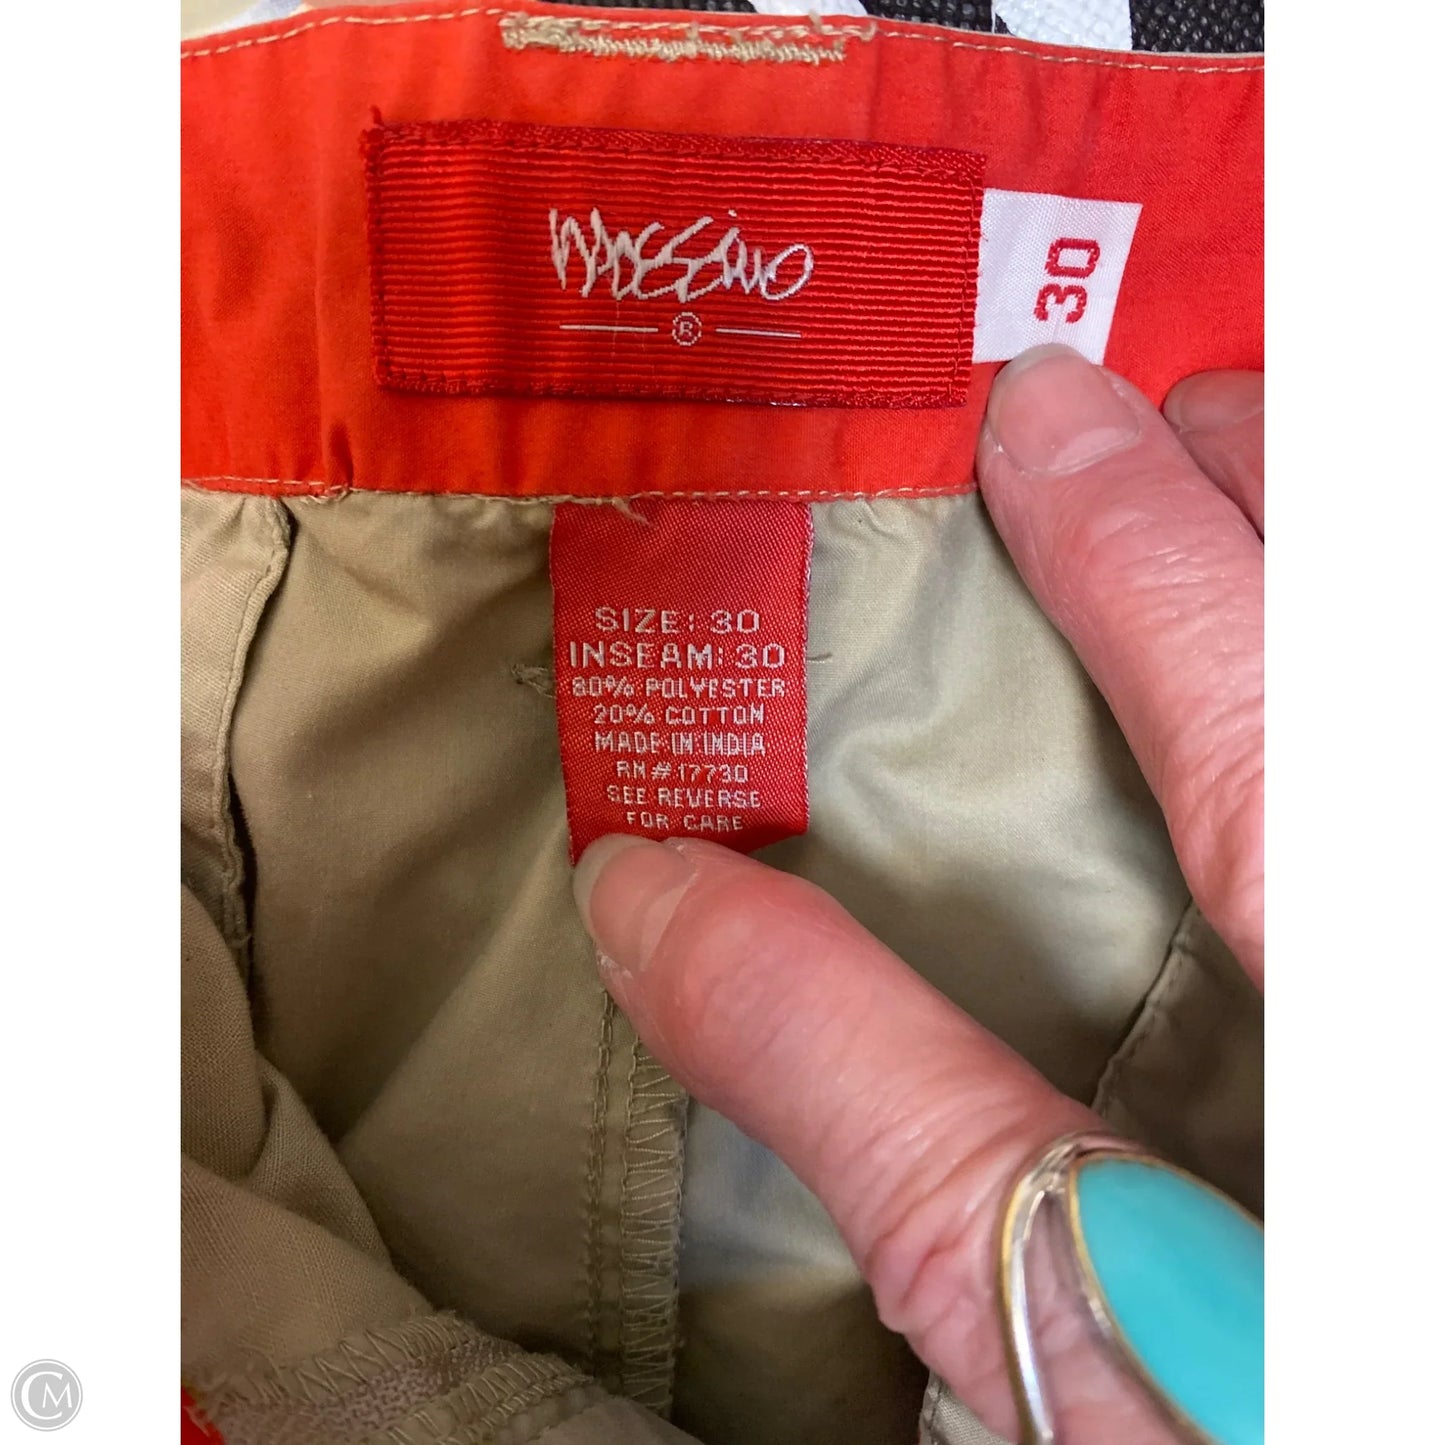 Mossimo
®
30
SIZE: 30
INSEAM: 30
80% POLYESTER
20% COTTON
MADE IN INDIA
RN# 17730
SEE REVERSE
FOR CARE
CM